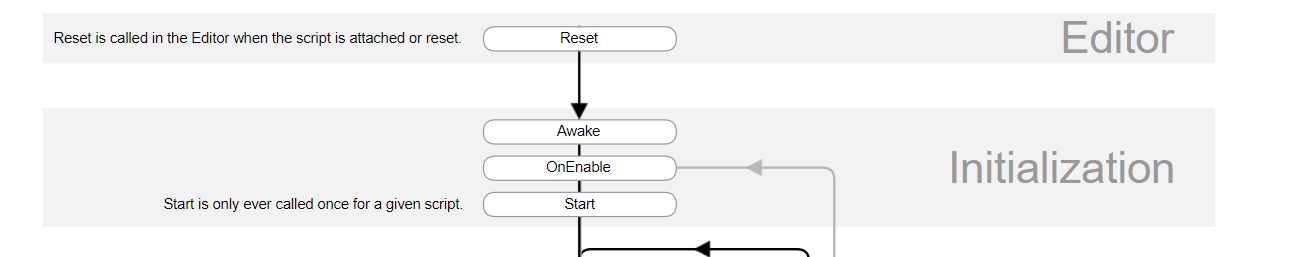 Reset is called in the Editor when the script is attached or reset.
Reset
Editor
Awake
OnEnable
Initialization
Start is only ever called once for a given script.
Start